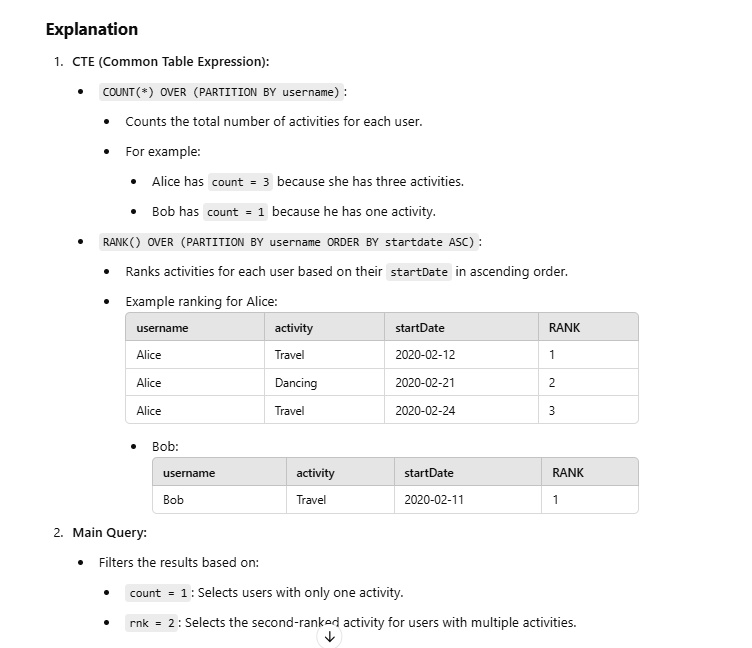 Explanation
1. CTE (Common Table Expression):
• COUNT(*) OVER (PARTITION BY username) :
• Counts the total number of activities for each user.
• For example:
• Alice has count = 3 because she has three activities.
• Bob has count = 1 because he has one activity.
• RANK() OVER (PARTITION BY username ORDER BY startdate ASC) :
• Ranks activities for each user based on their startDate in ascending order.
• Example ranking for Alice:
username activity startDate RANK
Alice Travel 2020-02-12 1
Alice Dancing 2020-02-21 2
Alice Travel 2020-02-24 3
• Bob:
username activity startDate RANK
Bob Travel 2020-02-11 1
2. Main Query:
• Filters the results based on:
• count = 1 : Selects users with only one activity.
• rnk = 2 : Selects the second-ranked activity for users with multiple activities.